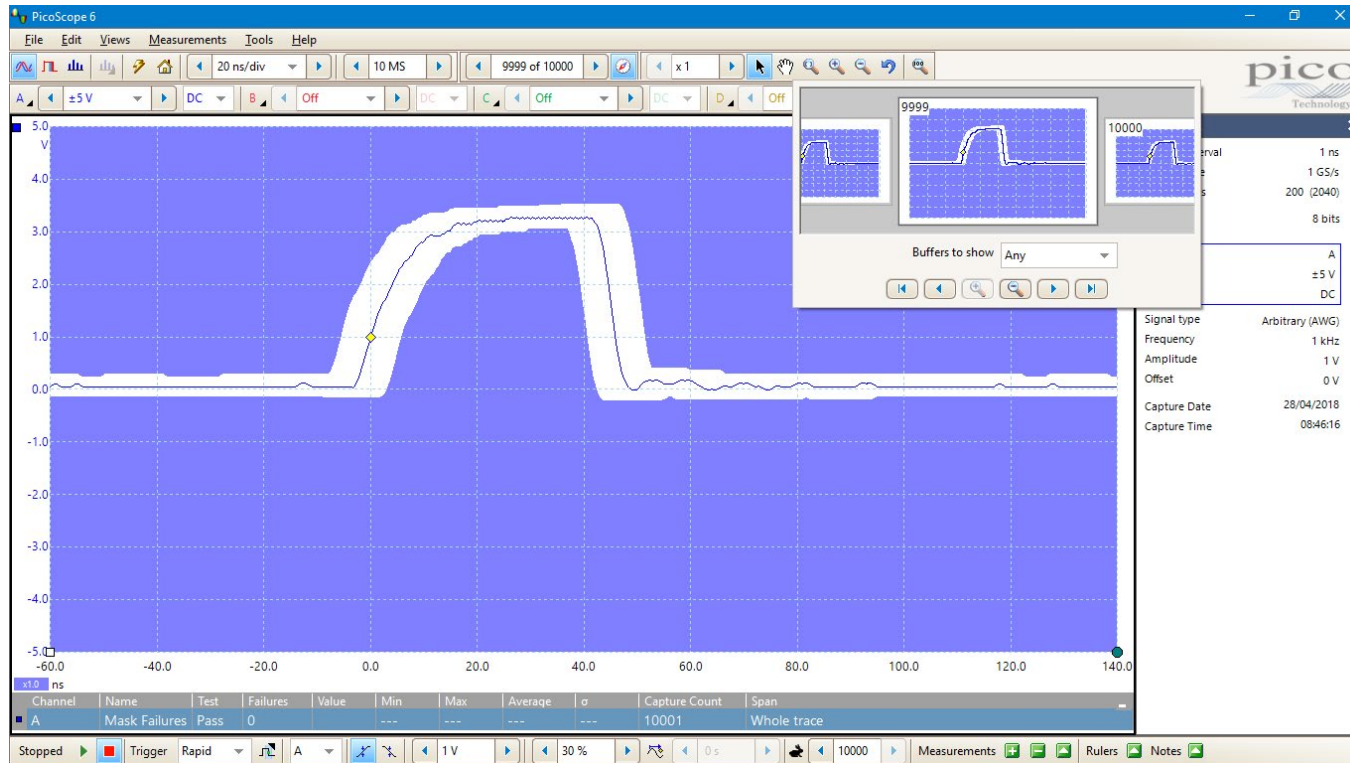 PicoScope 6
File Edit Views Measurements Tools Help
20 ns/div 10 MS 9999 of 10000 x 1
pico
Technology
A ±5 V DC B Off DC C Off DC D Off
9999
10000
Buffers to show Any
5.0
V
4.0
3.0
2.0
1.0
0.0
-1.0
-2.0
-3.0
-4.0
-5.0
-60.0 -40.0 -20.0 0.0 20.0 40.0 60.0 80.0 100.0 120.0 140.0
x1.0 ns
erval 1 ns
e 1 GS/s
s 200 (2040)
8 bits
A
±5 V
DC
Signal type Arbitrary (AWG)
Frequency 1 kHz
Amplitude 1 V
Offset 0 V
Capture Date 28/04/2018
Capture Time 08:46:16
Channel Name Test Failures Value Min Max Average σ Capture Count Span
A Mask Failures Pass 0 --- --- --- --- 10001 Whole trace
Stopped Trigger Rapid A 1 V 30 % 0 s 10000 Measurements Rulers Notes